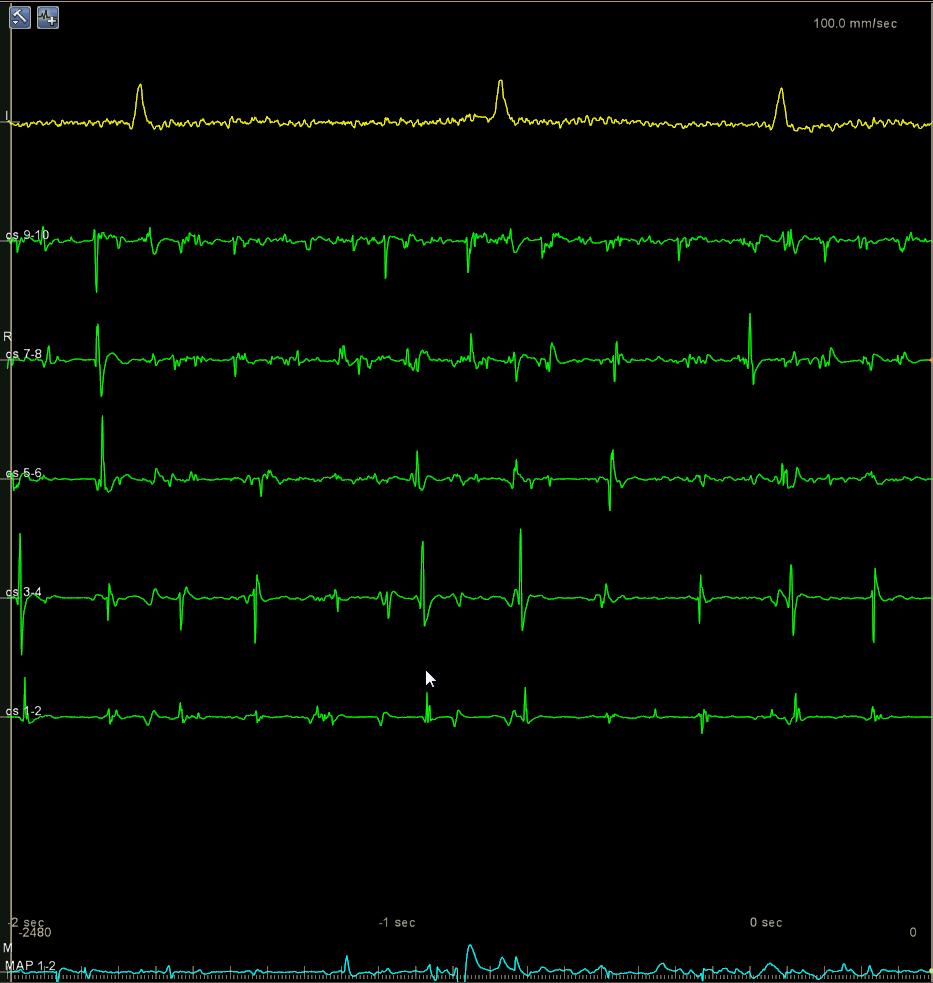 100.0 mm/sec
I
cs 9-10
R
cs 7-8
cs 5-6
cs 3-4
cs 1-2
-2 sec
-1 sec
0 sec
-2480
0
M
MAP 1-2